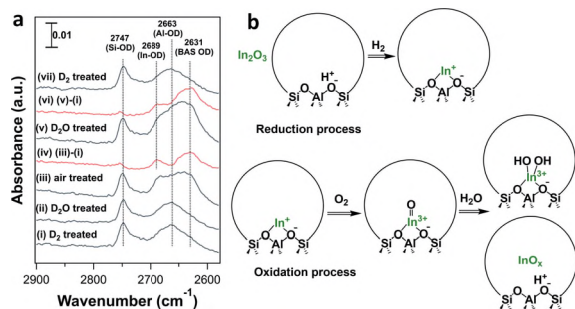 a
0.01
2747
(Si-OD)
2689
(In-OD)
2663
(Al-OD)
2631
(BAS OD)
(vii) D₂ treated
(vi) (v)-(i)
(v) D₂O treated
(iv) (iii)-(i)
(iii) air treated
(ii) D₂O treated
(i) D₂ treated
Absorbance (a.u.)
2900 2800 2700 2600
Wavenumber (cm⁻¹)
b
In₂O₃
H⁺
O O⁻
Si Al Si
H₂
In⁺
O O⁻
Si Al Si
Reduction process
In⁺
O O⁻
Si Al Si
O₂
O
In³⁺
O O⁻
Si Al Si
H₂O
HO OH
In³⁺
O O⁻
Si Al Si
InOₓ
H⁺
O O⁻
Si Al Si
Oxidation process